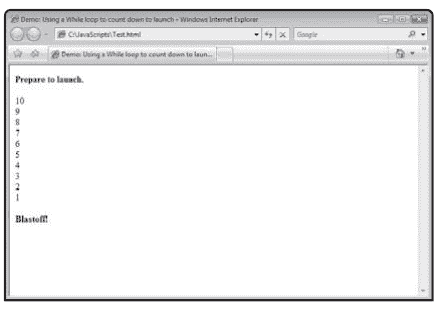 Demo: Using a While loop to count down to launch - Windows Internet Explorer
C:\JavaScripts\Test.html
Google
Demo: Using a While loop to count down to laun...
Prepare to launch.
10
9
8
7
6
5
4
3
2
1
Blastoff!